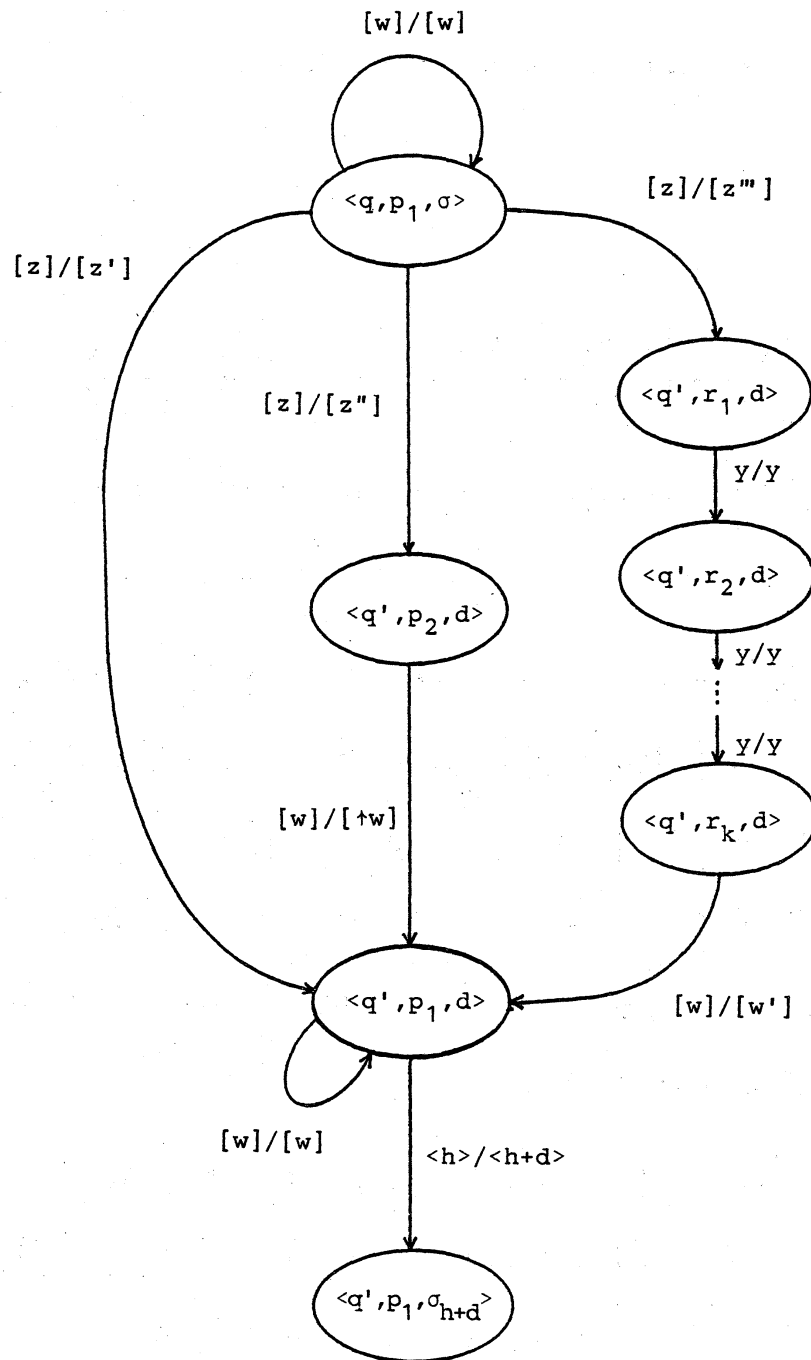 [w]/[w]
<q,p₁,σ>
[z]/[z''']
[z]/[z']
<q',r₁,d>
[z]/[z"]
y/y
<q',r₂,d>
<q',p₂,d>
y/y
y/y
[w]/[↑w]
<q',rₖ,d>
<q',p₁,d>
[w]/[w']
[w]/[w]
<h>/<h+d>
<q',p₁,σₕ₊d>